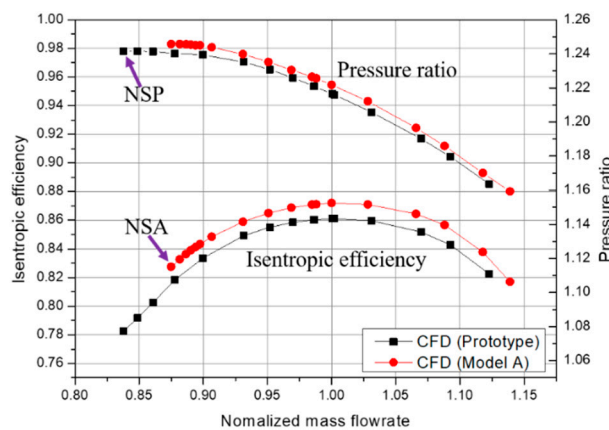 1.00
0.98
0.96
0.94
0.92
0.90
0.88
0.86
0.84
0.82
0.80
0.78
0.76
Isentropic efficiency
1.26
1.24
1.22
1.20
1.18
1.16
1.14
1.12
1.10
1.08
1.06
Pressure ratio
Pressure ratio
NSP
NSA
Isentropic efficiency
CFD (Prototype)
CFD (Model A)
0.80 0.85 0.90 0.95 1.00 1.05 1.10 1.15
Nomalized mass flowrate